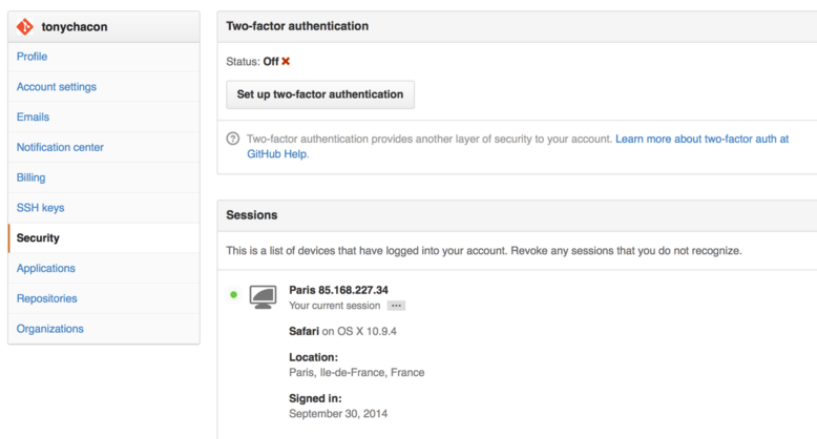 tonychacon
Profile
Account settings
Emails
Notification center
Billing
SSH keys
Security
Applications
Repositories
Organizations
Two-factor authentication
Status: Off
Set up two-factor authentication
Two-factor authentication provides another layer of security to your account. Learn more about two-factor auth at
GitHub Help.
Sessions
This is a list of devices that have logged into your account. Revoke any sessions that you do not recognize.
Paris 85.168.227.34
Your current session
Safari on OS X 10.9.4
Location:
Paris, Ile-de-France, France
Signed in:
September 30, 2014